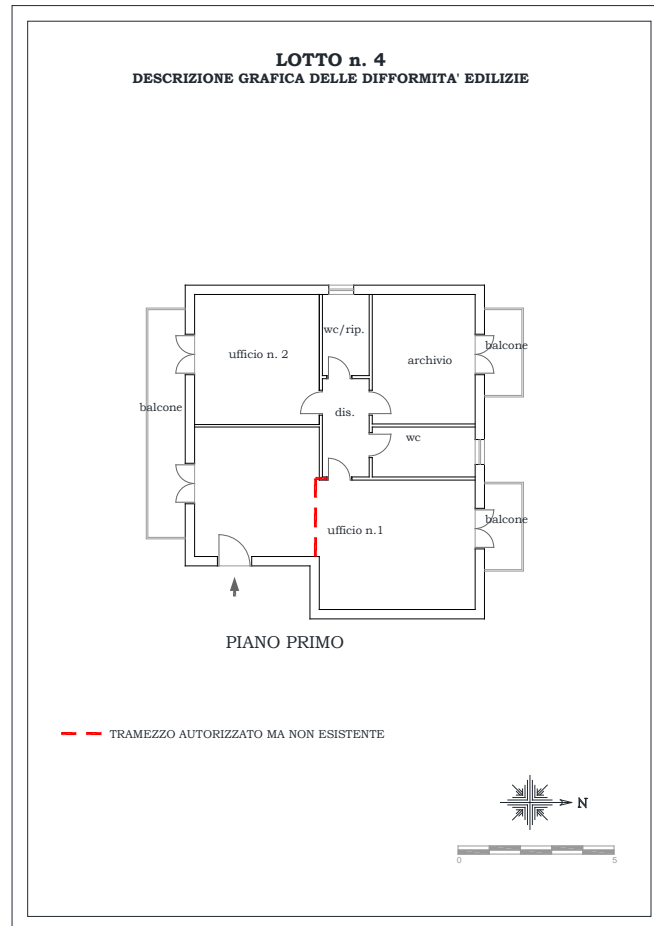 LOTTO n. 4
DESCRIZIONE GRAFICA DELLE DIFFORMITA' EDILIZIE
wc/rip.
balcone
ufficio n. 2
archivio
balcone
dis.
wc
balcone
ufficio n.1
PIANO PRIMO
TRAMEZZO AUTORIZZATO MA NON ESISTENTE
N
0 5